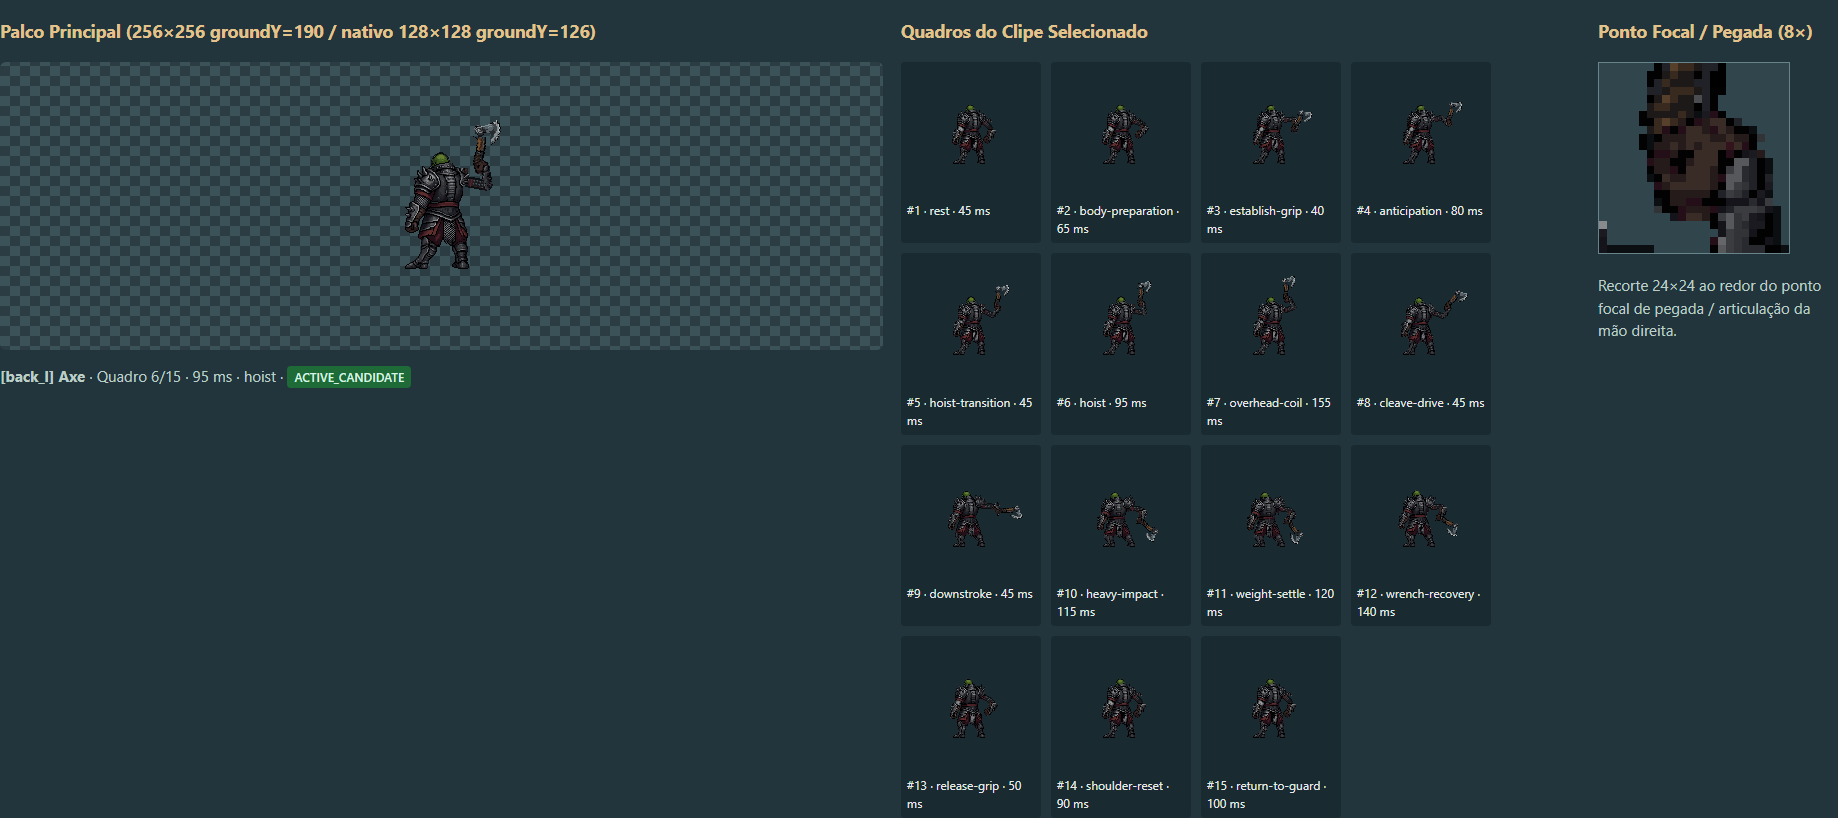 Palco Principal (256×256 groundY=190 / nativo 128×128 groundY=126)
[back_l] Axe · Quadro 6/15 · 95 ms · hoist · ACTIVE_CANDIDATE
Quadros do Clipe Selecionado
#1 · rest · 45 ms
#2 · body-preparation ·
65 ms
#3 · establish-grip · 40
ms
#4 · anticipation · 80 ms
#5 · hoist-transition · 45
ms
#6 · hoist · 95 ms
#7 · overhead-coil · 155
ms
#8 · cleave-drive · 45 ms
#9 · downstroke · 45 ms
#10 · heavy-impact ·
115 ms
#11 · weight-settle · 120
ms
#12 · wrench-recovery ·
140 ms
#13 · release-grip · 50
ms
#14 · shoulder-reset ·
90 ms
#15 · return-to-guard ·
100 ms
Ponto Focal / Pegada (8×)
Recorte 24×24 ao redor do ponto
focal de pegada / articulação da
mão direita.